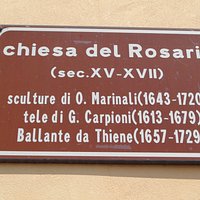 chiesa del Rosari
(sec.XV-XVII)
sculture di O. Marinali(1643-1720
tele di G. Carpioni(1613-1679)
Ballante da Thiene(1657-1729